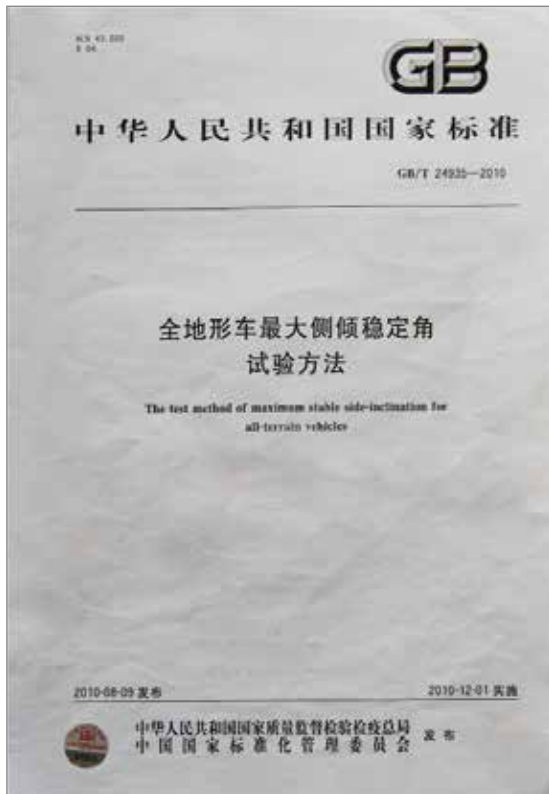 GB
中华人民共和国国家标准
GB/T 24935—2010
全地形车最大侧倾稳定角
试验方法
The test method of maximum stable side-inclination for
all-terrain vehicles
2010-08-09 发布
2010-12-01 实施
中华人民共和国国家质量监督检验检疫总局
中国国家标准化管理委员会
发布